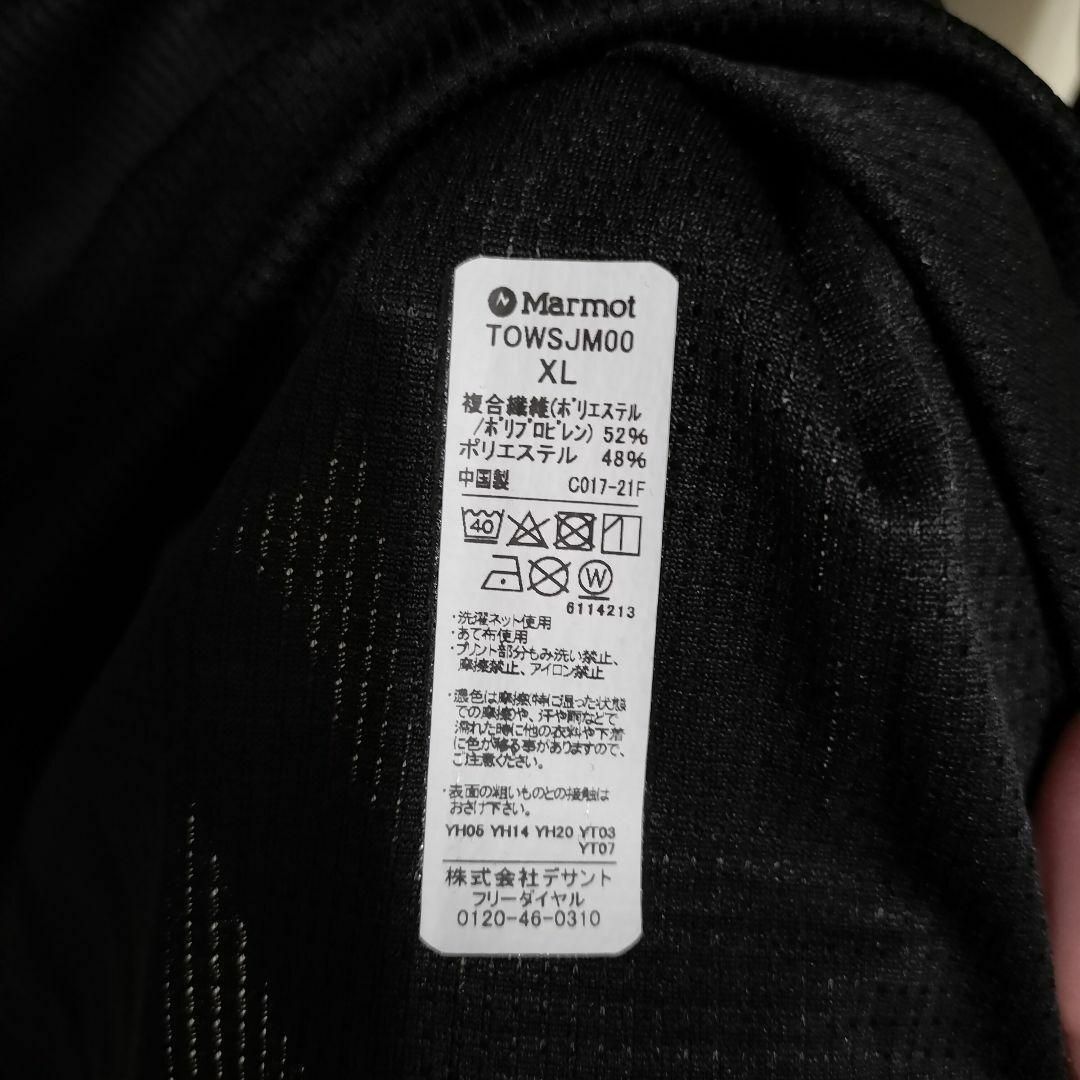 Marmot
TOWSJM00
XL
複合繊維(ポリエステル
/ポリプロピレン) 52%
ポリエステル 48%
中国製 C017-21F
40
W
6114213
・洗濯ネット使用
・あて布使用
・プリント部分もみ洗い禁止、
摩擦禁止、アイロン禁止
・濃色は摩擦(特に湿った状態
での摩擦)や、汗や雨などで
濡れた時に他の衣料や下着
に色が移る事がありますので、
ご注意ください。
・表面の粗いものとの接触は
おさけ下さい。
YH05 YH14 YH20 YT03
YT07
株式会社デサント
フリーダイヤル
0120-46-0310